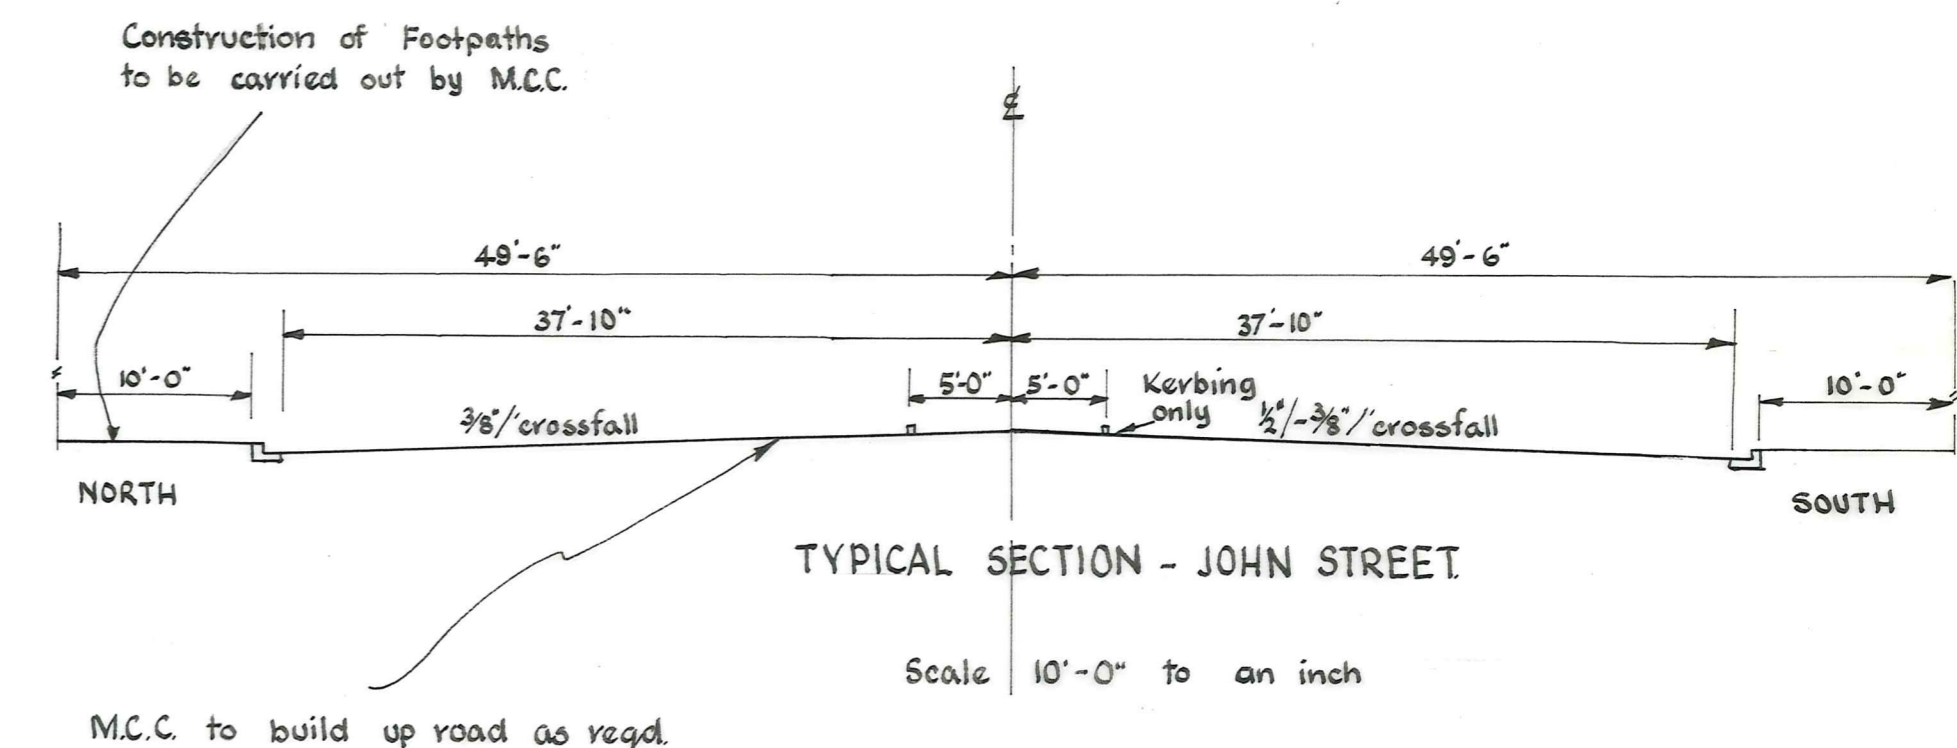 Construction of Footpaths
to be carried out by M.C.C.
℄
49'-6"
49'-6"
37'-10"
37'-10"
10'-0"
5'-0"
5'-0"
Kerbing
only
10'-0"
3/8"/'crossfall
1/2"/'-3/8"/'crossfall
NORTH
SOUTH
TYPICAL SECTION - JOHN STREET.
Scale 10'-0" to an inch
M.C.C. to build up road as reqd.